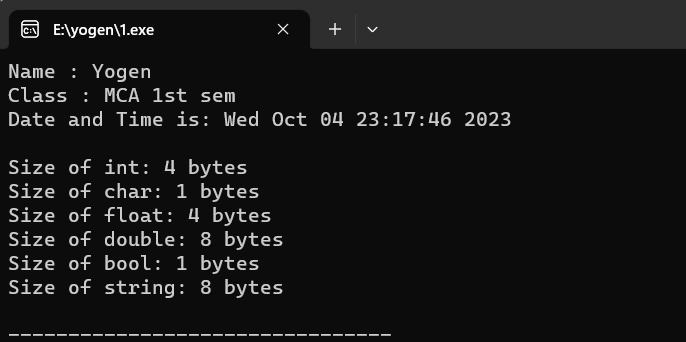 E:\yogen\1.exe
Name : Yogen
Class : MCA 1st sem
Date and Time is: Wed Oct 04 23:17:46 2023
Size of int: 4 bytes
Size of char: 1 bytes
Size of float: 4 bytes
Size of double: 8 bytes
Size of bool: 1 bytes
Size of string: 8 bytes
--------------------------------